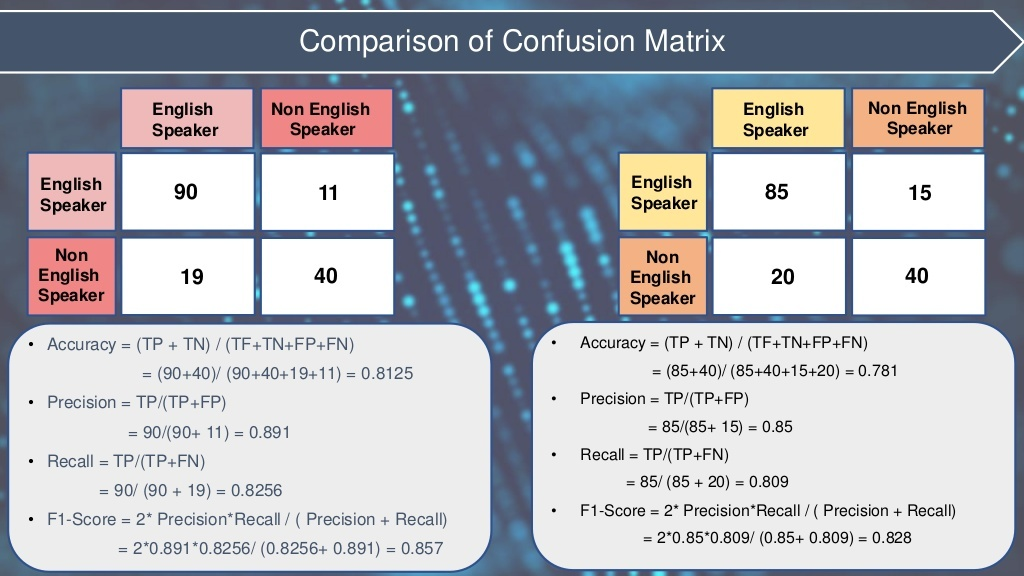 Comparison of Confusion Matrix
English
Speaker
Non English
Speaker
English
Speaker
90
11
Non
English
Speaker
19
40
English
Speaker
Non English
Speaker
English
Speaker
85
15
Non
English
Speaker
20
40
• Accuracy = (TP + TN) / (TF+TN+FP+FN)
= (90+40)/ (90+40+19+11) = 0.8125
• Precision = TP/(TP+FP)
= 90/(90+ 11) = 0.891
• Recall = TP/(TP+FN)
= 90/ (90 + 19) = 0.8256
• F1-Score = 2* Precision*Recall / ( Precision + Recall)
= 2*0.891*0.8256/ (0.8256+ 0.891) = 0.857
• Accuracy = (TP + TN) / (TF+TN+FP+FN)
= (85+40)/ (85+40+15+20) = 0.781
• Precision = TP/(TP+FP)
= 85/(85+ 15) = 0.85
• Recall = TP/(TP+FN)
= 85/ (85 + 20) = 0.809
• F1-Score = 2* Precision*Recall / ( Precision + Recall)
= 2*0.85*0.809/ (0.85+ 0.809) = 0.828